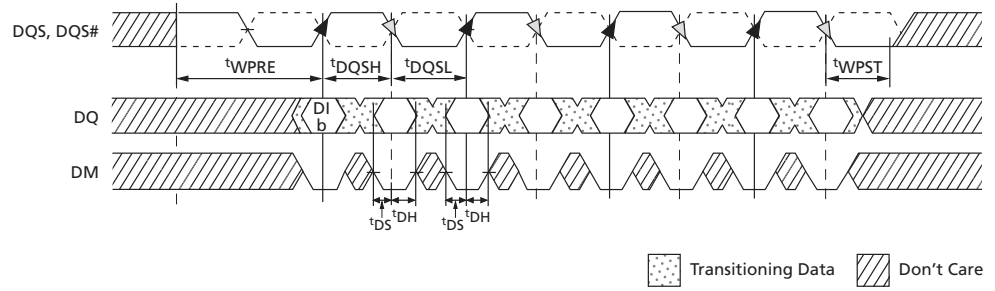 DQS, DQS#
tWPRE
tDQSH
tDQSL
tWPST
DQ
DI
b
DM
tDS
tDH
tDS
tDH
Transitioning Data
Don't Care